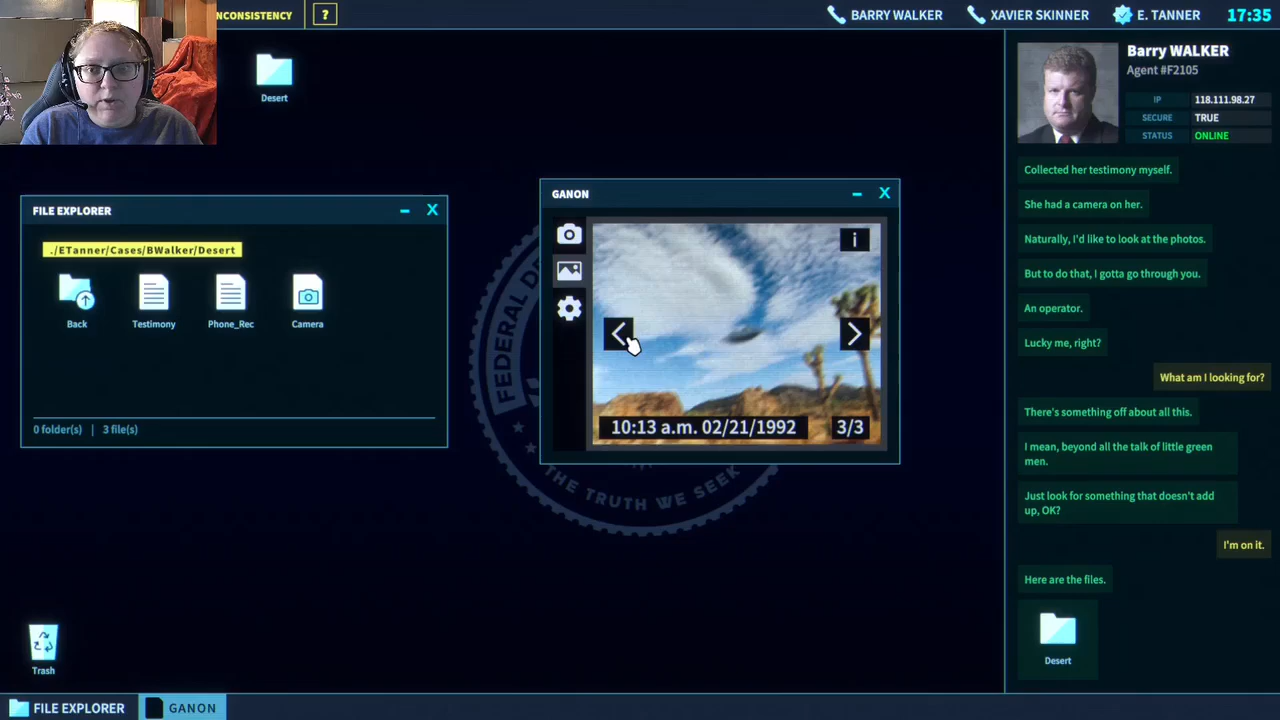 NCONSISTENCY
?
BARRY WALKER
XAVIER SKINNER
E. TANNER
17:35
Desert
Barry WALKER
Agent #F2105
IP 118.111.98.27
SECURE TRUE
STATUS ONLINE
Collected her testimony myself.
She had a camera on her.
Naturally, I'd like to look at the photos.
But to do that, I gotta go through you.
An operator.
Lucky me, right?
What am I looking for?
There's something off about all this.
I mean, beyond all the talk of little green
men.
Just look for something that doesn't add
up, OK?
I'm on it.
Here are the files.
Desert
FILE EXPLORER
– X
./ETanner/Cases/BWalker/Desert
Back
Testimony
Phone_Rec
Camera
0 folder(s) | 3 file(s)
GANON
– X
i
10:13 a.m. 02/21/1992
3/3
FEDERAL
THE TRUTH WE SEEK
Trash
FILE EXPLORER
GANON